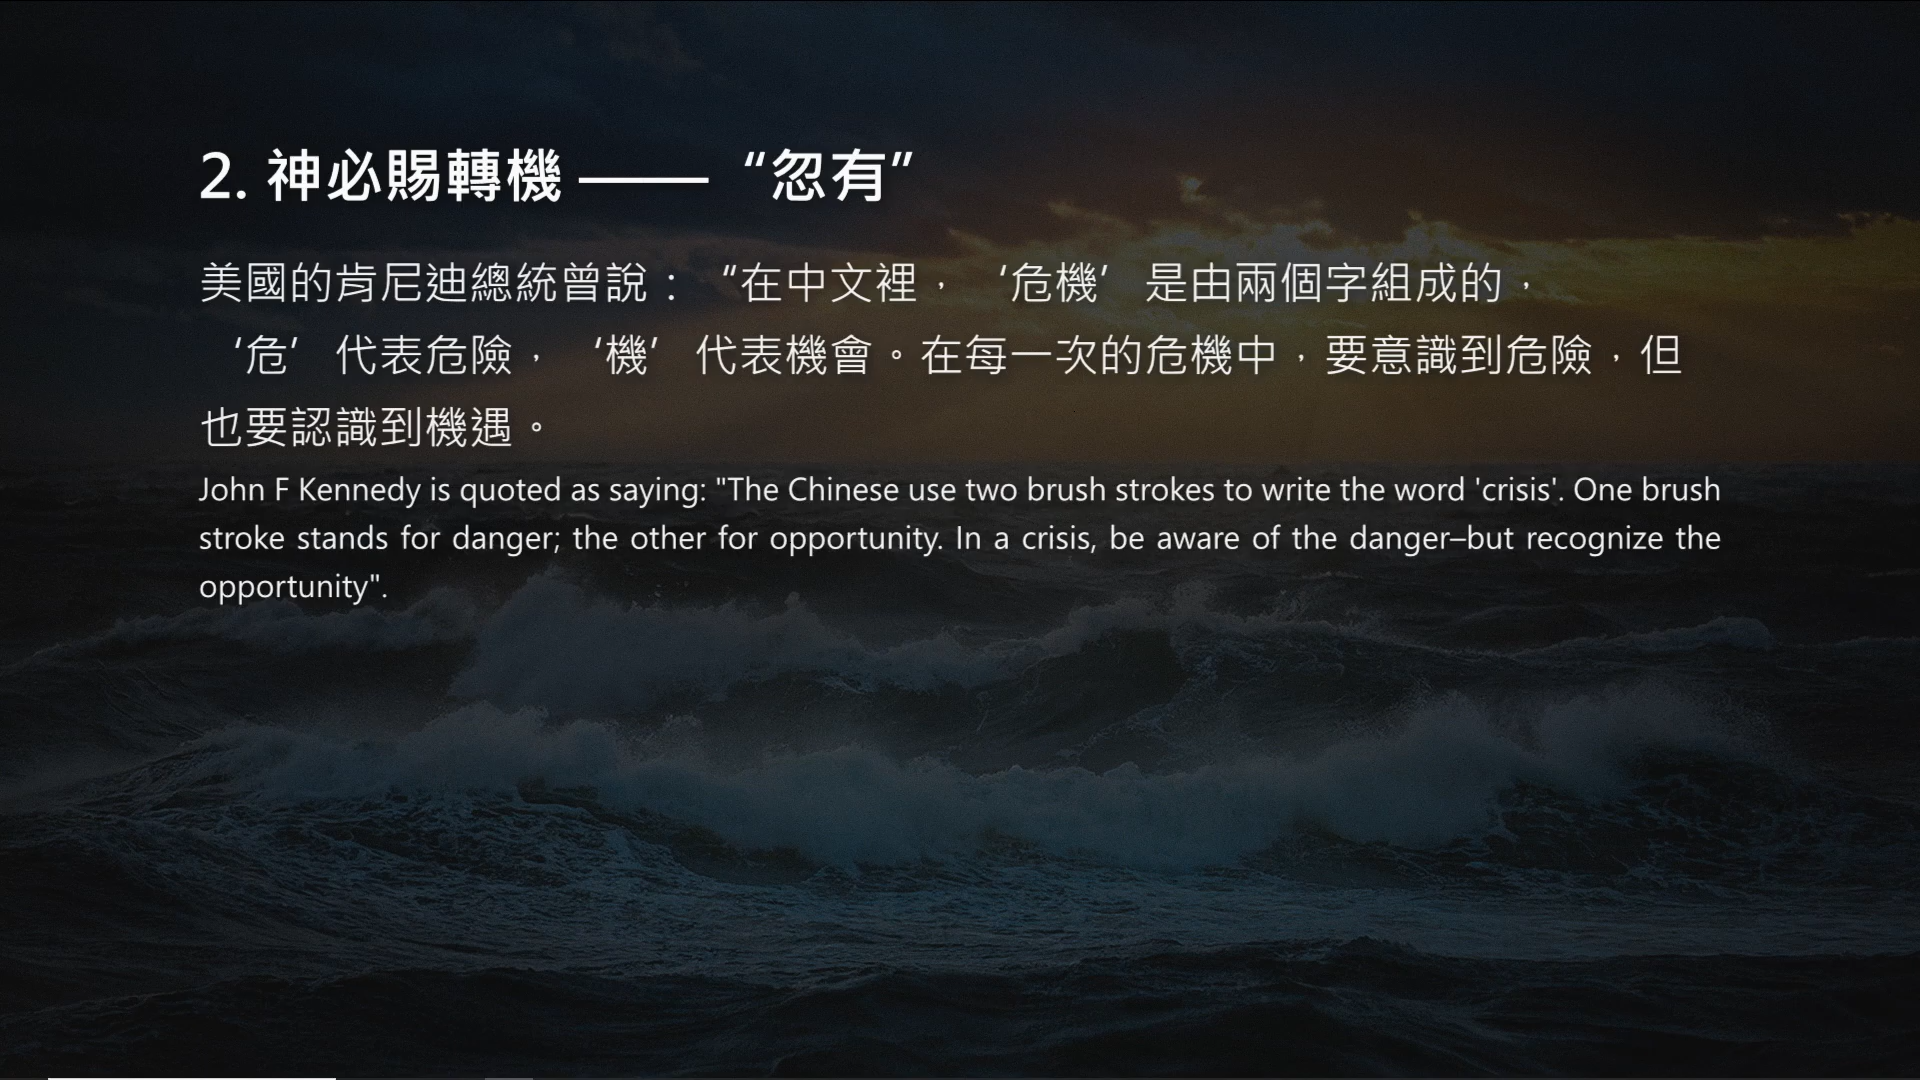 2. 神必賜轉機 —— “忽有”
美國的肯尼迪總統曾說：“在中文裡，‘危機’是由兩個字組成的，
‘危’代表危險，‘機’代表機會。在每一次的危機中，要意識到危險，但
也要認識到機遇。
John F Kennedy is quoted as saying: "The Chinese use two brush strokes to write the word 'crisis'. One brush
stroke stands for danger; the other for opportunity. In a crisis, be aware of the danger–but recognize the
opportunity".